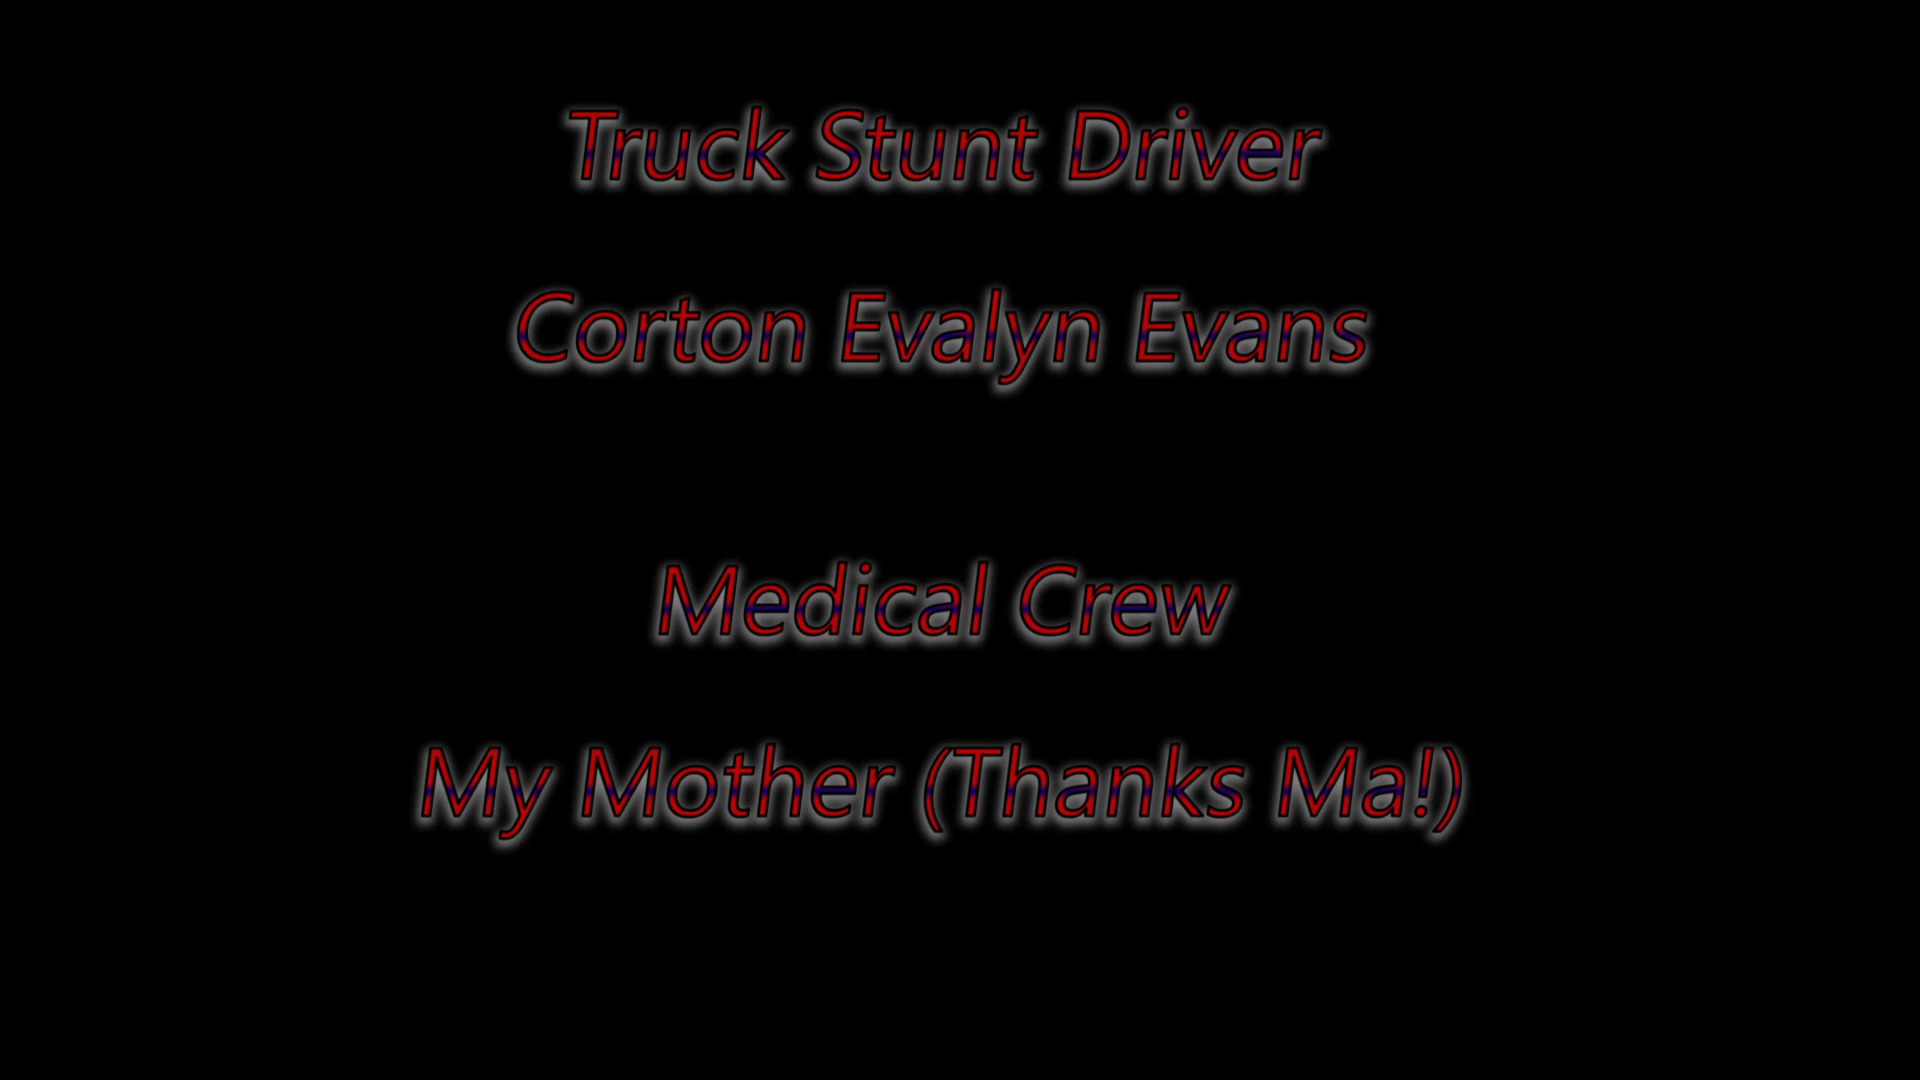 Truck Stunt Driver
Corton Evalyn Evans
Medical Crew
My Mother (Thanks Ma!)